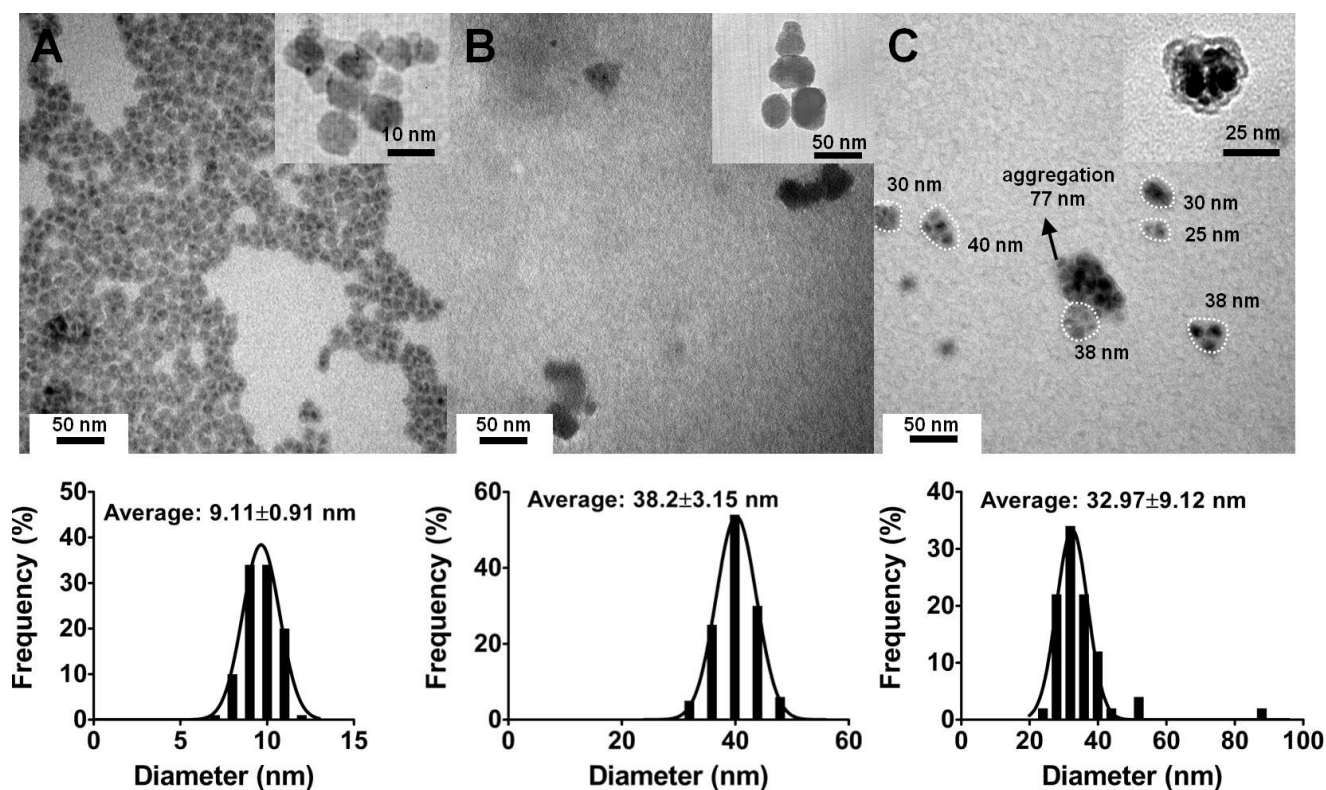 A
10 nm
50 nm
B
50 nm
50 nm
C
25 nm
30 nm
40 nm
aggregation
77 nm
30 nm
25 nm
38 nm
38 nm
50 nm
Average: 9.11±0.91 nm
Frequency (%)
50
40
30
20
10
0
0 5 10 15
Diameter (nm)
Average: 38.2±3.15 nm
Frequency (%)
60
40
20
0
0 20 40 60
Diameter (nm)
Average: 32.97±9.12 nm
Frequency (%)
40
30
20
10
0
0 20 40 60 80 100
Diameter (nm)